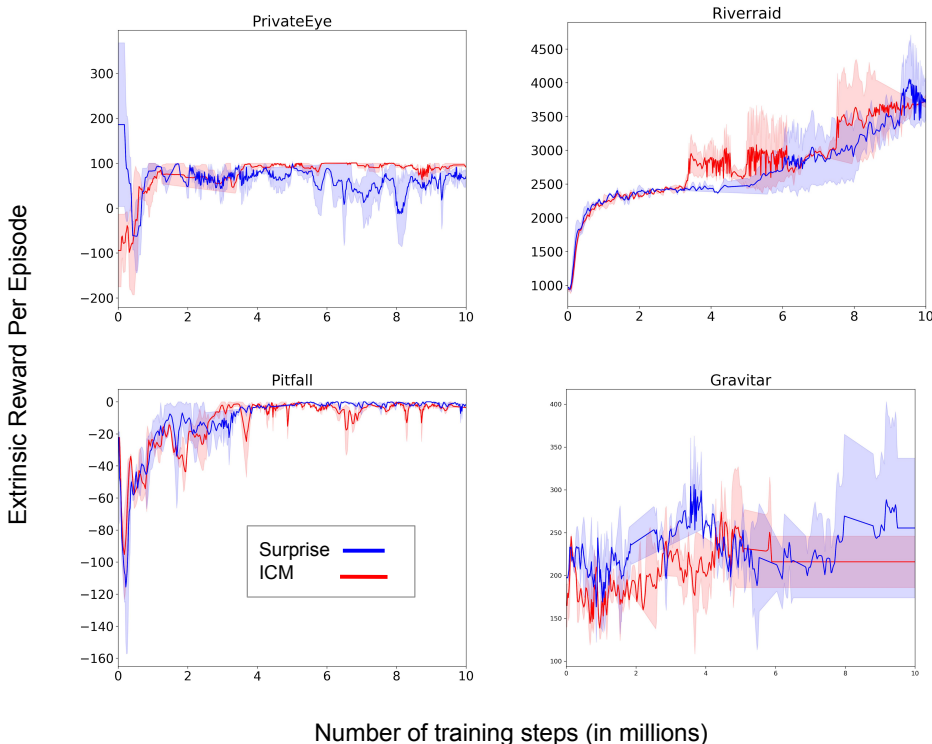 PrivateEye
Riverraid
300
200
100
0
−100
−200
0 2 4 6 8 10
4500
4000
3500
3000
2500
2000
1500
1000
0 2 4 6 8 10
Extrinsic Reward Per Episode
Pitfall
Gravitar
0
−20
−40
−60
−80
−100
−120
−140
−160
0 2 4 6 8 10
Surprise
ICM
400
350
300
250
200
150
100
0 2 4 6 8 10
Number of training steps (in millions)